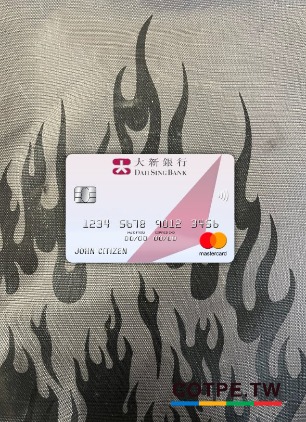 大新銀行
DAH SING BANK
1234 5678 9012 3456
00/00 00/00
JOHN CITIZEN
mastercard
GOTPE.TW